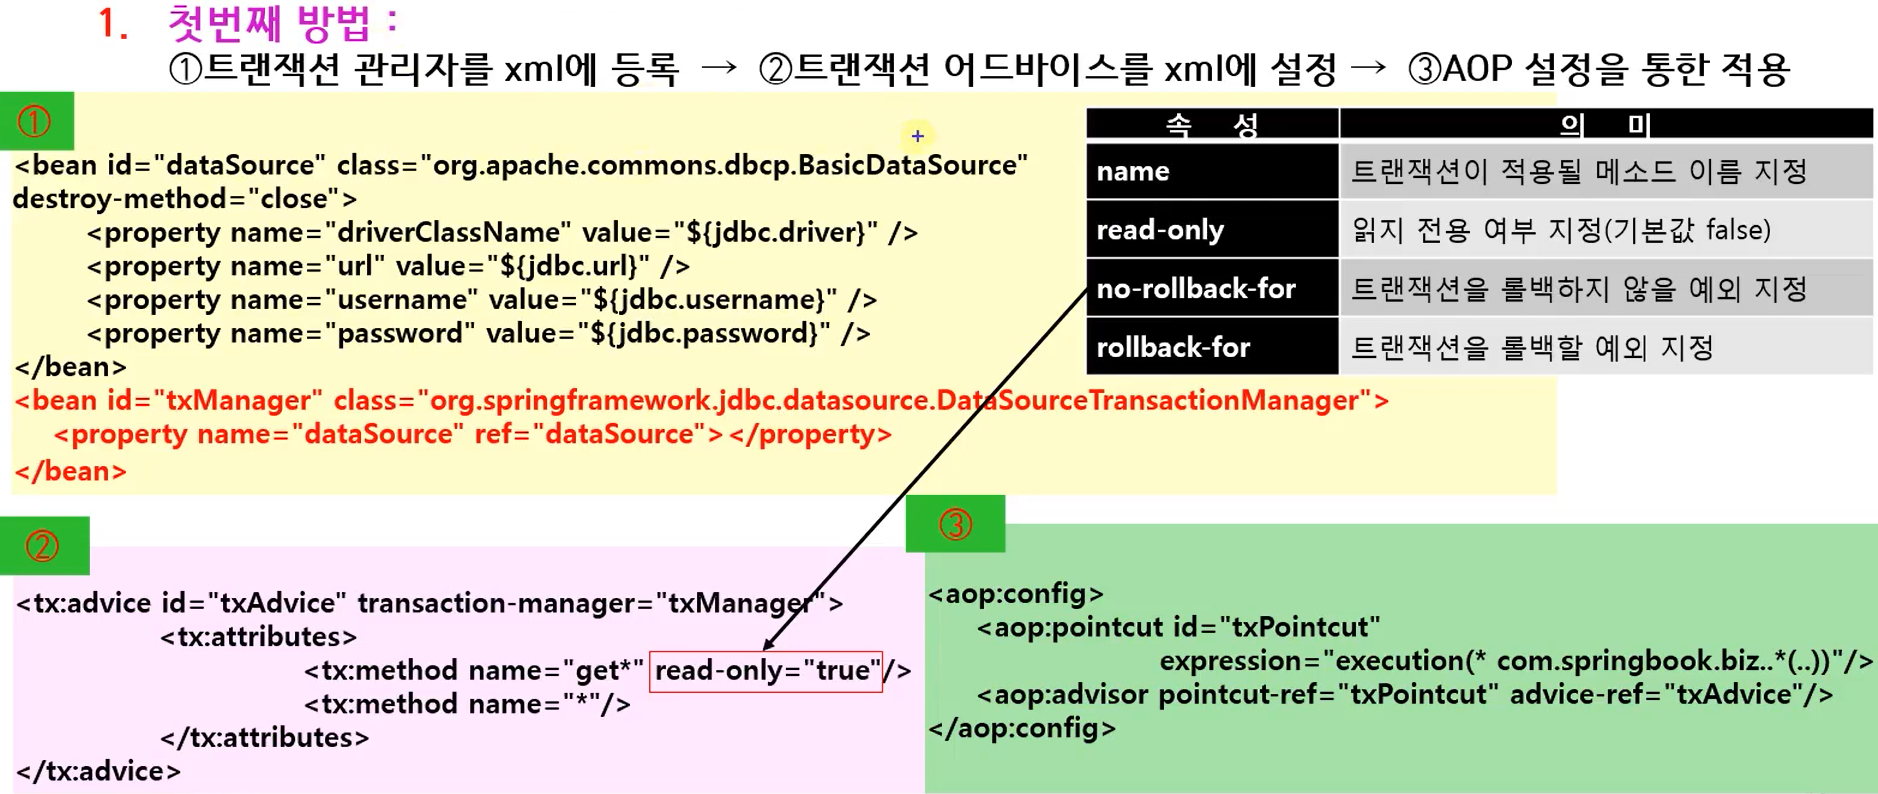 1. 첫번째 방법 :
①트랜잭션 관리자를 xml에 등록 → ②트랜잭션 어드바이스를 xml에 설정 → ③AOP 설정을 통한 적용
①
<bean id="dataSource" class="org.apache.commons.dbcp.BasicDataSource"
destroy-method="close">
<property name="driverClassName" value="${jdbc.driver}" />
<property name="url" value="${jdbc.url}" />
<property name="username" value="${jdbc.username}" />
<property name="password" value="${jdbc.password}" />
</bean>
<bean id="txManager" class="org.springframework.jdbc.datasource.DataSourceTransactionManager">
<property name="dataSource" ref="dataSource"></property>
</bean>
속 성 의 미
name 트랜잭션이 적용될 메소드 이름 지정
read-only 읽지 전용 여부 지정(기본값 false)
no-rollback-for 트랜잭션을 롤백하지 않을 예외 지정
rollback-for 트랜잭션을 롤백할 예외 지정
②
<tx:advice id="txAdvice" transaction-manager="txManager">
<tx:attributes>
<tx:method name="get*" read-only="true"/>
<tx:method name="*"/>
</tx:attributes>
</tx:advice>
③
<aop:config>
<aop:pointcut id="txPointcut"
expression="execution(* com.springbook.biz..*(..))"/>
<aop:advisor pointcut-ref="txPointcut" advice-ref="txAdvice"/>
</aop:config>